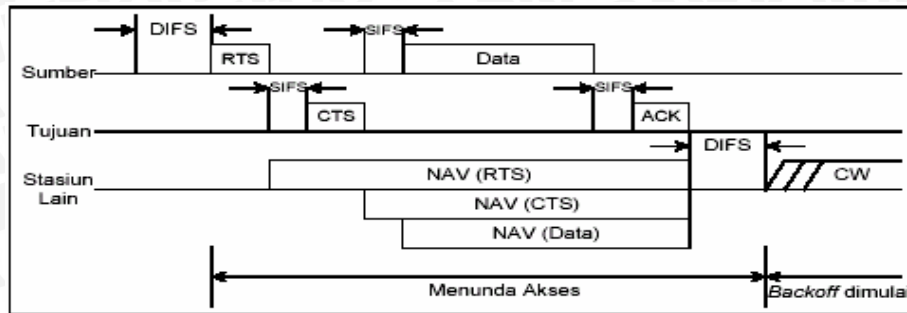 DIFS
SIFS
RTS
Data
Sumber
SIFS
SIFS
CTS
ACK
Tujuan
DIFS
NAV (RTS)
CW
Stasiun
Lain
NAV (CTS)
NAV (Data)
Menunda Akses
Backoff dimulai